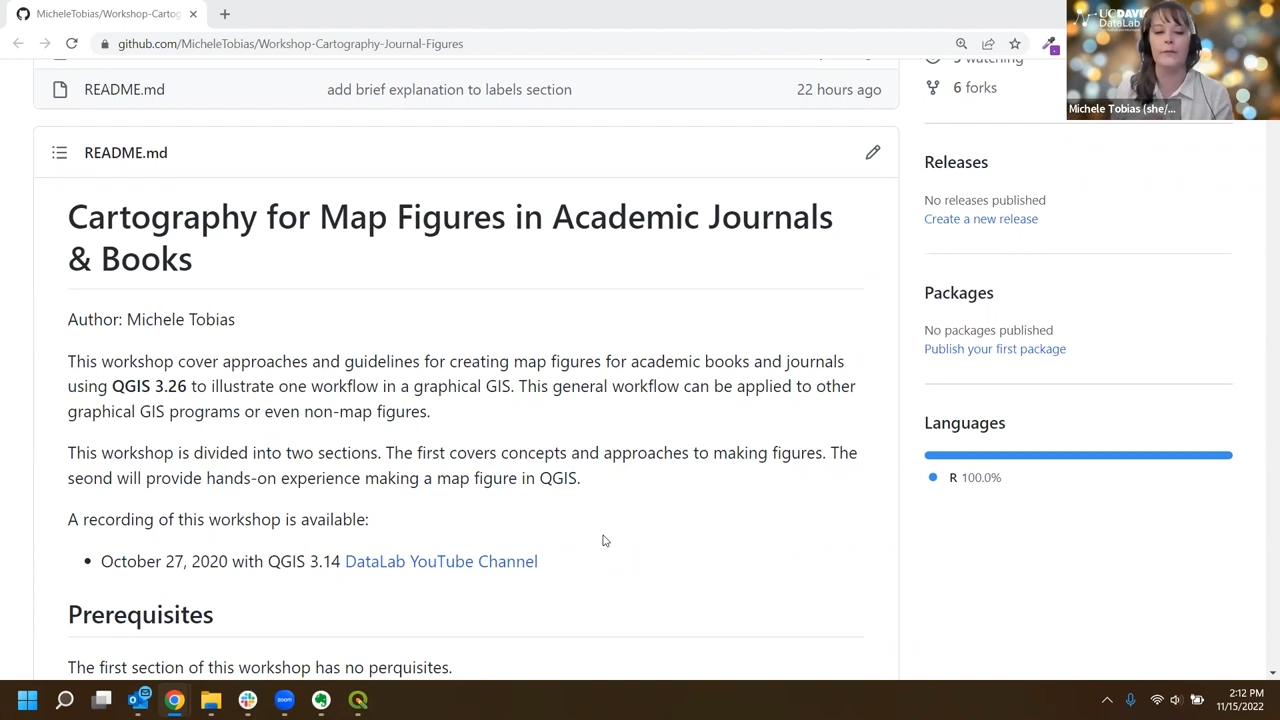 MicheleTobias/Workshop-Cartog
github.com/MicheleTobias/Workshop-Cartography-Journal-Figures
UC DAVIS
DataLab
Michele Tobias (she/...
README.md add brief explanation to labels section 22 hours ago
5 watching
6 forks
README.md
Cartography for Map Figures in Academic Journals
& Books
Author: Michele Tobias
This workshop cover approaches and guidelines for creating map figures for academic books and journals
using QGIS 3.26 to illustrate one workflow in a graphical GIS. This general workflow can be applied to other
graphical GIS programs or even non-map figures.
This workshop is divided into two sections. The first covers concepts and approaches to making figures. The
seond will provide hands-on experience making a map figure in QGIS.
A recording of this workshop is available:
October 27, 2020 with QGIS 3.14 DataLab YouTube Channel
Prerequisites
The first section of this workshop has no perquisites.
Releases
No releases published
Create a new release
Packages
No packages published
Publish your first package
Languages
R 100.0%
zoom
2:12 PM
11/15/2022